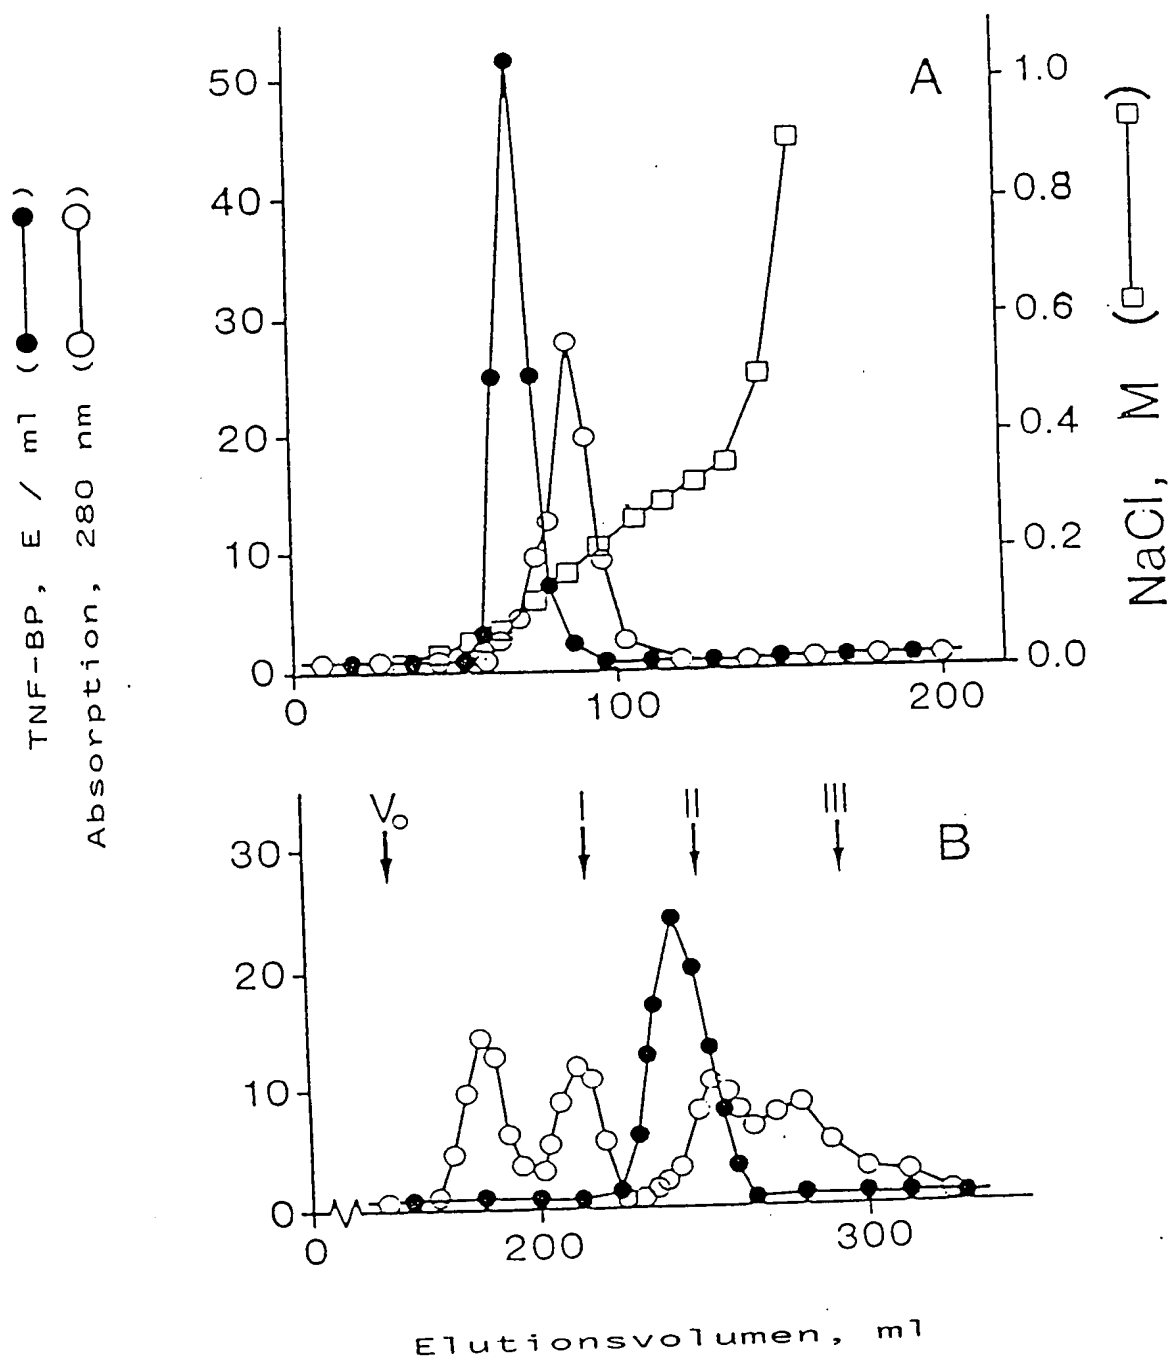 TNF-BP, E / ml (●—●)
Absorption, 280 nm (○—○)
A
50
40
30
20
10
0
0
100
200
1.0
0.8
0.6
0.4
0.2
0.0
NaCl, M (□—□)
V₀
I
II
III
B
30
20
10
0
0
200
300
Elutionsvolumen, ml